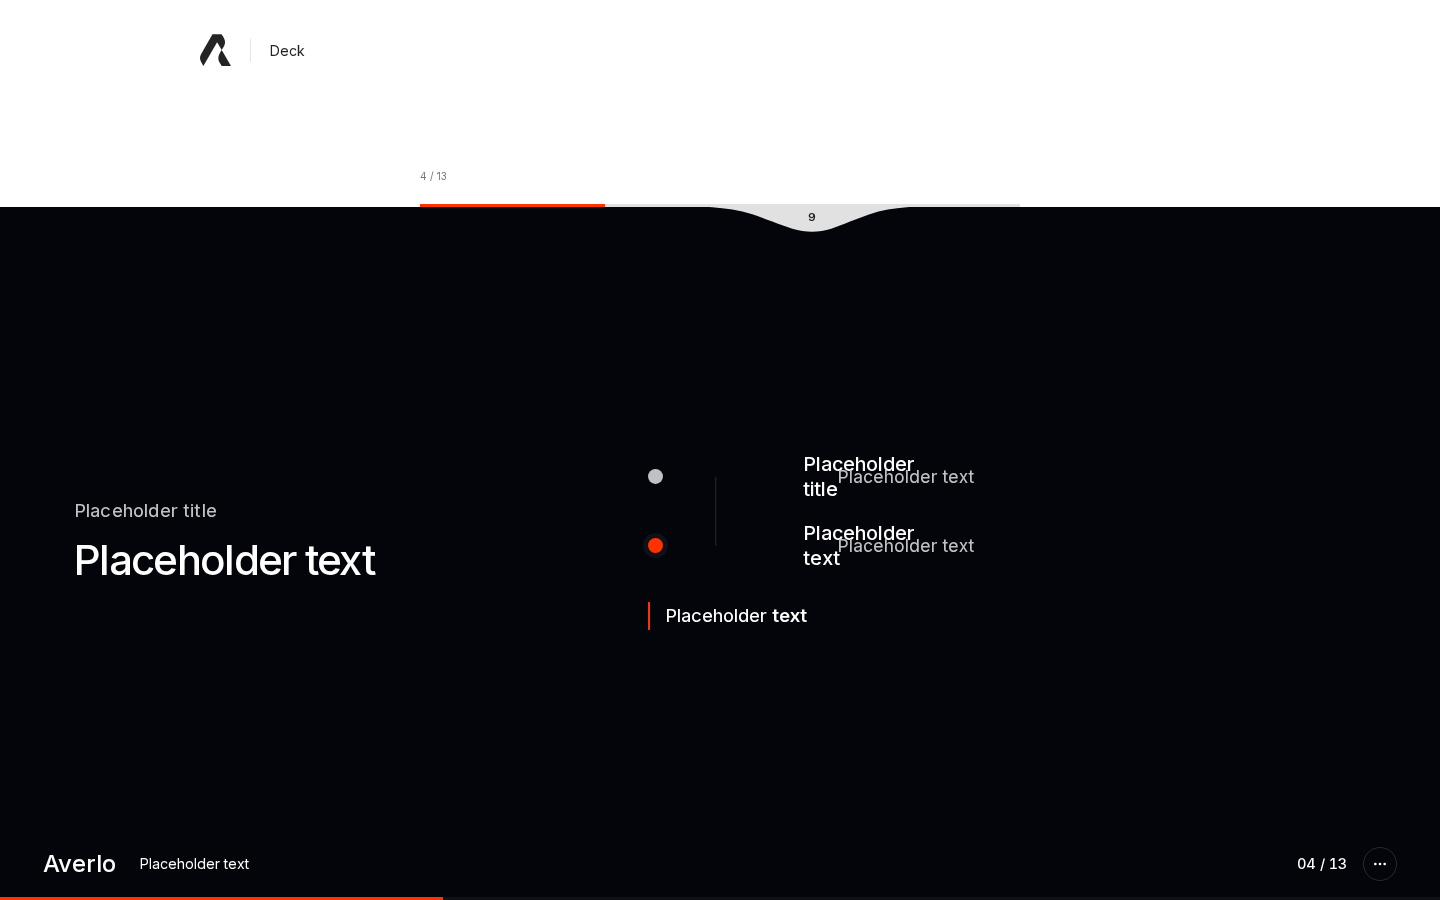 Deck
4 / 13
9
Placeholder title
Placeholder text
Placeholder
title
Placeholder text
Placeholder
text
Placeholder text
Placeholder text
Averlo
Placeholder text
04 / 13